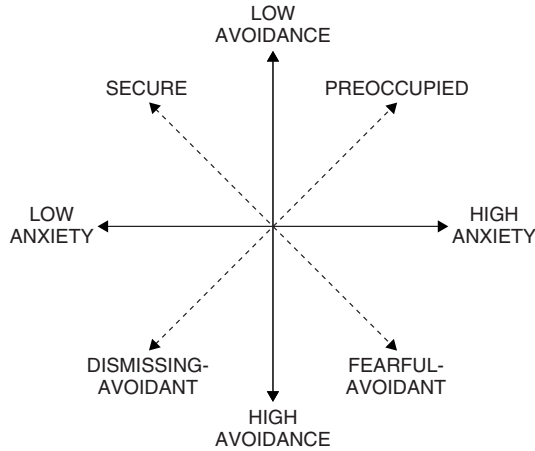 LOW
AVOIDANCE
SECURE
PREOCCUPIED
LOW
ANXIETY
HIGH
ANXIETY
DISMISSING-
AVOIDANT
FEARFUL-
AVOIDANT
HIGH
AVOIDANCE